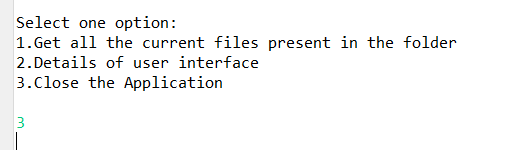 Select one option:
1.Get all the current files present in the folder
2.Details of user interface
3.Close the Application
3